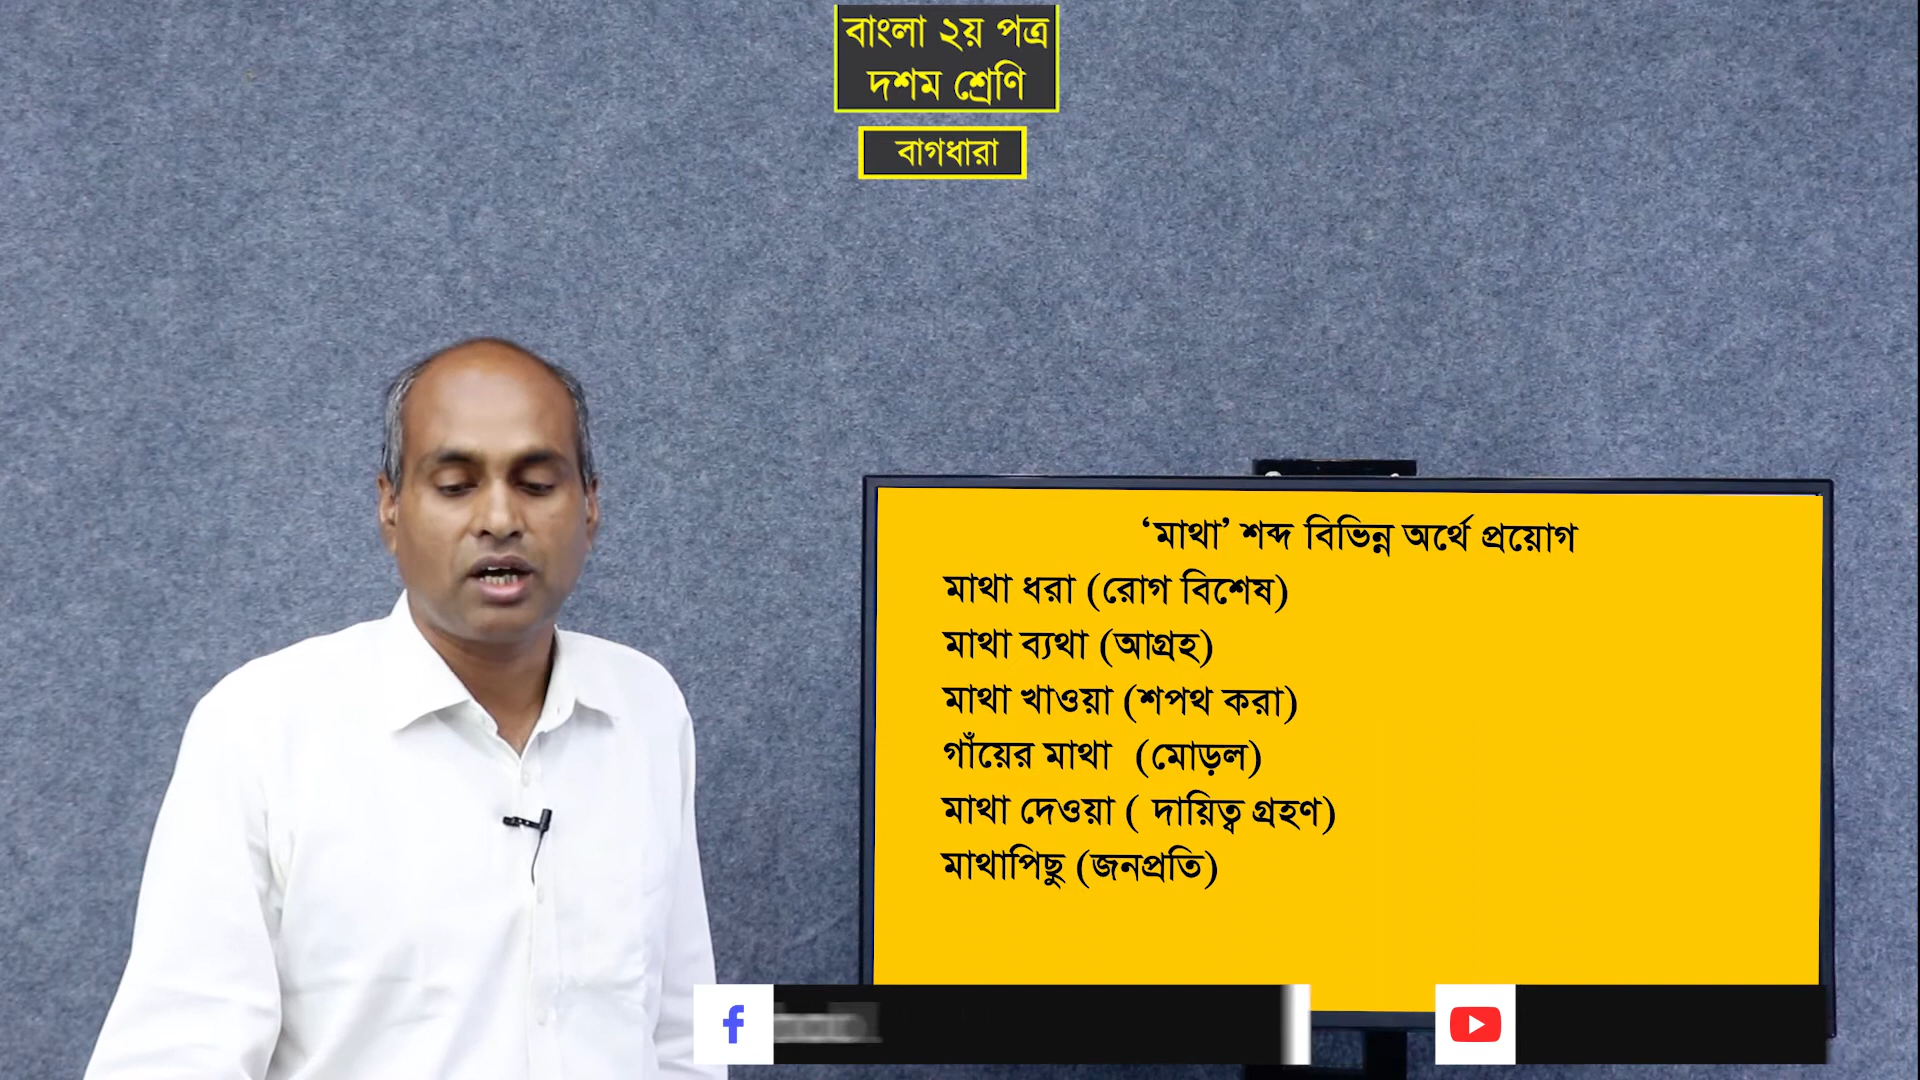 বাংলা ২য় পত্র
দশম শ্রেণি
বাগধারা
‘মাথা’ শব্দ বিভিন্ন অর্থে প্রয়োগ
মাথা ধরা (রোগ বিশেষ)
মাথা ব্যথা (আগ্রহ)
মাথা খাওয়া (শপথ করা)
গাঁয়ের মাথা (মোড়ল)
মাথা দেওয়া ( দায়িত্ব গ্রহণ)
মাথাপিছু (জনপ্রতি)